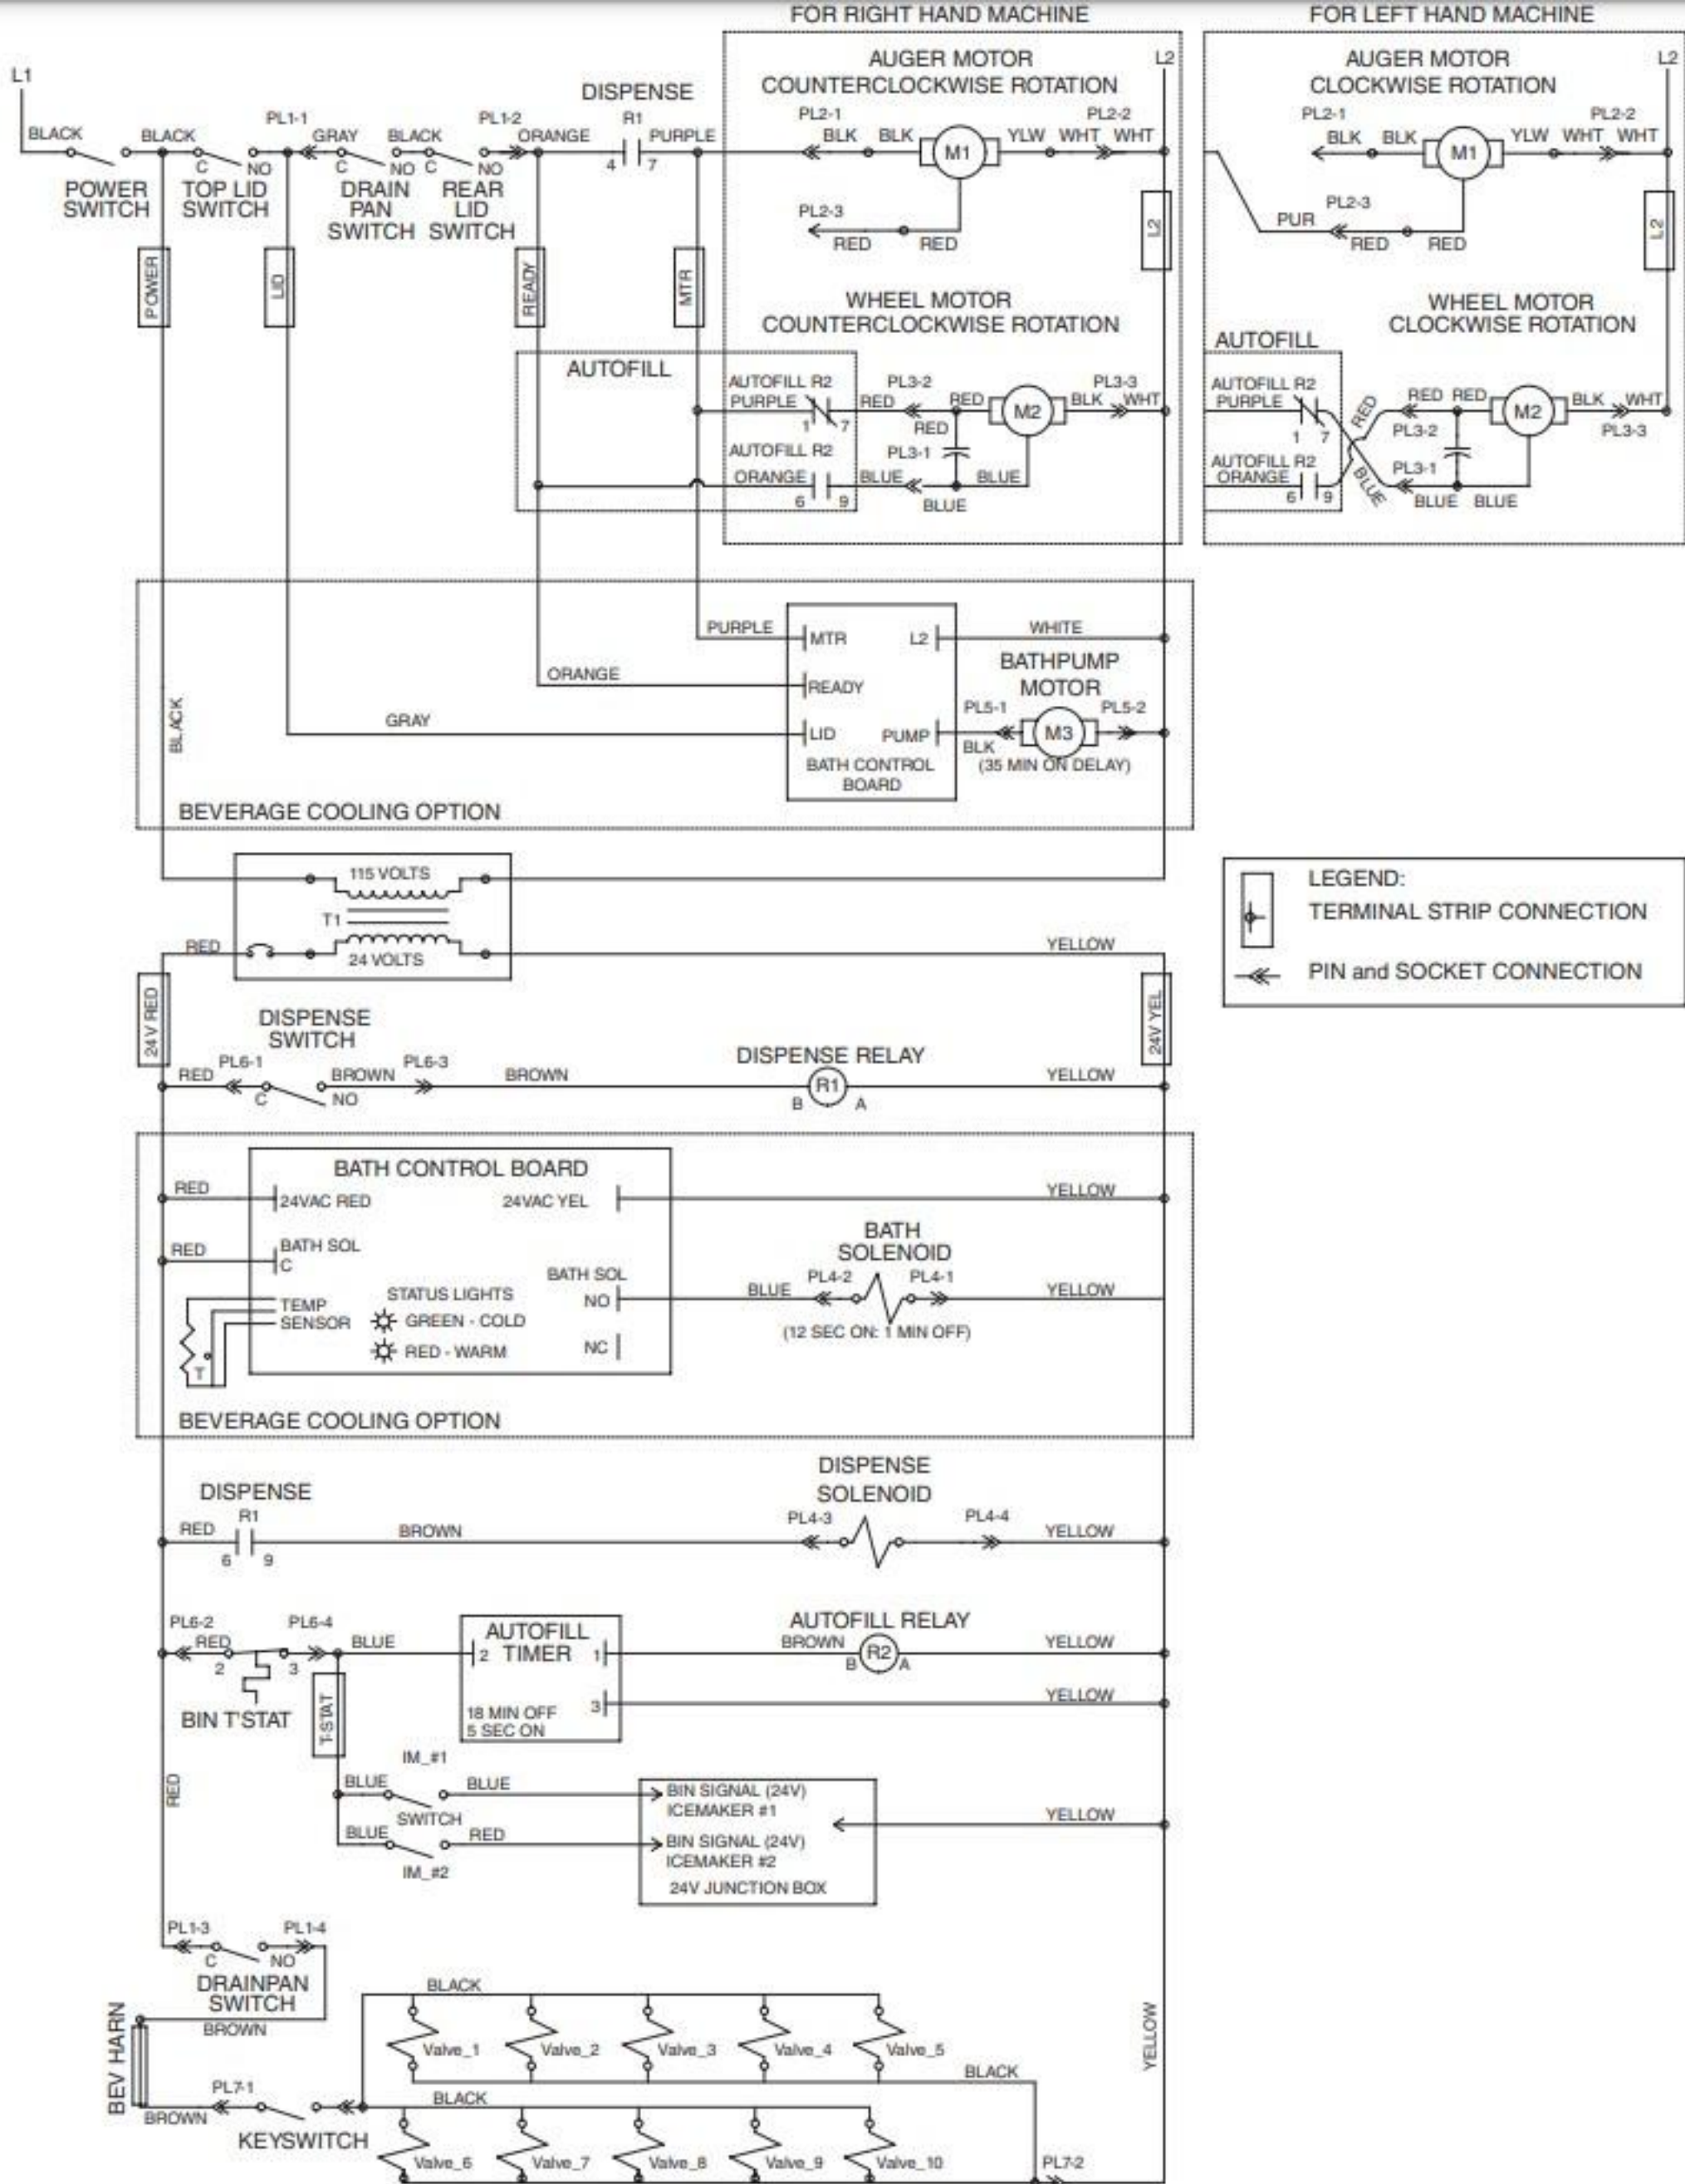 FOR RIGHT HAND MACHINE
FOR LEFT HAND MACHINE
L1
DISPENSE
AUGER MOTOR
COUNTERCLOCKWISE ROTATION
L2
AUGER MOTOR
CLOCKWISE ROTATION
L2
BLACK
BLACK
PL1-1
GRAY
BLACK
PL1-2
ORANGE
R1
PURPLE
PL2-1
BLK
BLK
M1
YLW
WHT
PL2-2
WHT
PL2-1
BLK
BLK
M1
YLW
WHT
PL2-2
WHT
C
NO
C
NO
C
NO
4
7
POWER
SWITCH
TOP LID
SWITCH
DRAIN
PAN
SWITCH
REAR
LID
SWITCH
PL2-3
RED
RED
L2
PUR
PL2-3
RED
RED
L2
POWER
LID
READY
MTR
WHEEL MOTOR
COUNTERCLOCKWISE ROTATION
WHEEL MOTOR
CLOCKWISE ROTATION
AUTOFILL
AUTOFILL R2
PURPLE
1
7
RED
PL3-2
RED
RED
M2
BLK
PL3-3
WHT
AUTOFILL R2
ORANGE
6
9
BLUE
PL3-1
BLUE
BLUE
AUTOFILL
AUTOFILL R2
PURPLE
1
7
RED
RED
RED
PL3-2
M2
BLK
WHT
PL3-3
AUTOFILL R2
ORANGE
6
9
BLUE
PL3-1
BLUE
BLUE
PURPLE
MTR
L2
WHITE
ORANGE
READY
BATHPUMP
MOTOR
BLACK
GRAY
LID
PUMP
PL5-1
BLK
M3
PL5-2
(35 MIN ON DELAY)
BATH CONTROL
BOARD
BEVERAGE COOLING OPTION
115 VOLTS
T1
RED
24 VOLTS
YELLOW
LEGEND:
TERMINAL STRIP CONNECTION
PIN and SOCKET CONNECTION
24V RED
24V YEL
DISPENSE
SWITCH
DISPENSE RELAY
RED
PL6-1
C
NO
BROWN
PL6-3
BROWN
B
R1
A
YELLOW
BATH CONTROL BOARD
RED
24VAC RED
24VAC YEL
YELLOW
RED
BATH SOL
C
BATH SOL
NO
NC
BATH
SOLENOID
BLUE
PL4-2
PL4-1
YELLOW
(12 SEC ON: 1 MIN OFF)
TEMP
SENSOR
T
STATUS LIGHTS
GREEN - COLD
RED - WARM
BEVERAGE COOLING OPTION
DISPENSE
R1
RED
6
9
BROWN
DISPENSE
SOLENOID
PL4-3
PL4-4
YELLOW
PL6-2
RED
2
3
PL6-4
BLUE
BIN T'STAT
T-STAT
AUTOFILL
2
TIMER
1
3
18 MIN OFF
5 SEC ON
AUTOFILL RELAY
BROWN
B
R2
A
YELLOW
YELLOW
RED
IM_#1
BLUE
BLUE
SWITCH
BLUE
RED
IM_#2
BIN SIGNAL (24V)
ICEMAKER #1
BIN SIGNAL (24V)
ICEMAKER #2
24V JUNCTION BOX
YELLOW
PL1-3
PL1-4
C
NO
DRAINPAN
SWITCH
BROWN
BEV HARN
PL7-1
BROWN
KEYSWITCH
BLACK
Valve_1
Valve_2
Valve_3
Valve_4
Valve_5
BLACK
BLACK
YELLOW
Valve_6
Valve_7
Valve_8
Valve_9
Valve_10
PL7-2